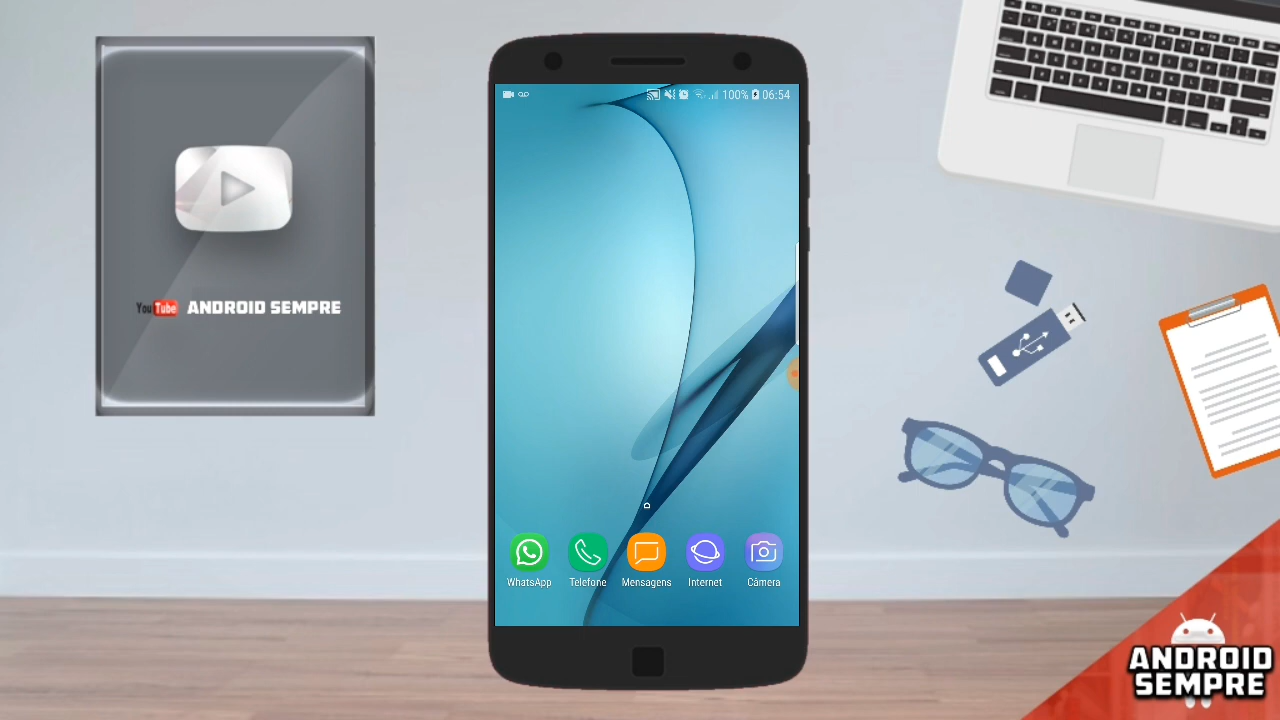 100% 06:54
YouTube ANDROID SEMPRE
WhatsApp Telefone Mensagens Internet Câmera
ANDROID
SEMPRE